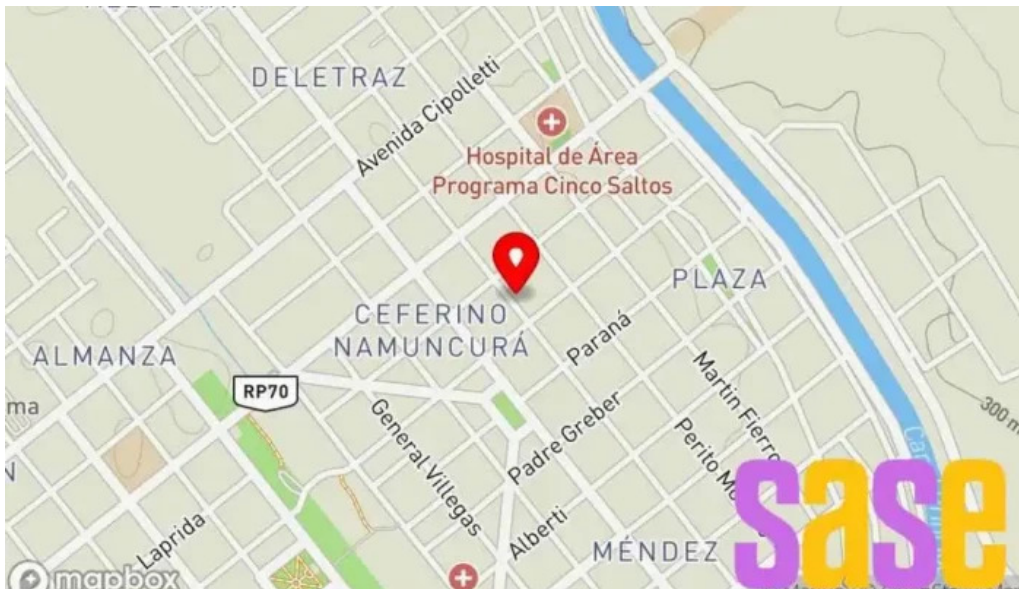 DELETRAZ
Avenida Cipolletti
Hospital de Área
Programa Cinco Saltos
PLAZA
CEFERINO
NAMUNCURÁ
Paraná
ALMANZA
RP70
ma
Martín Fierro
300 m
General Villegas
Padre Greber
Perito Mo
N
Laprida
Alberti
MÉNDEZ
sase
mapbox